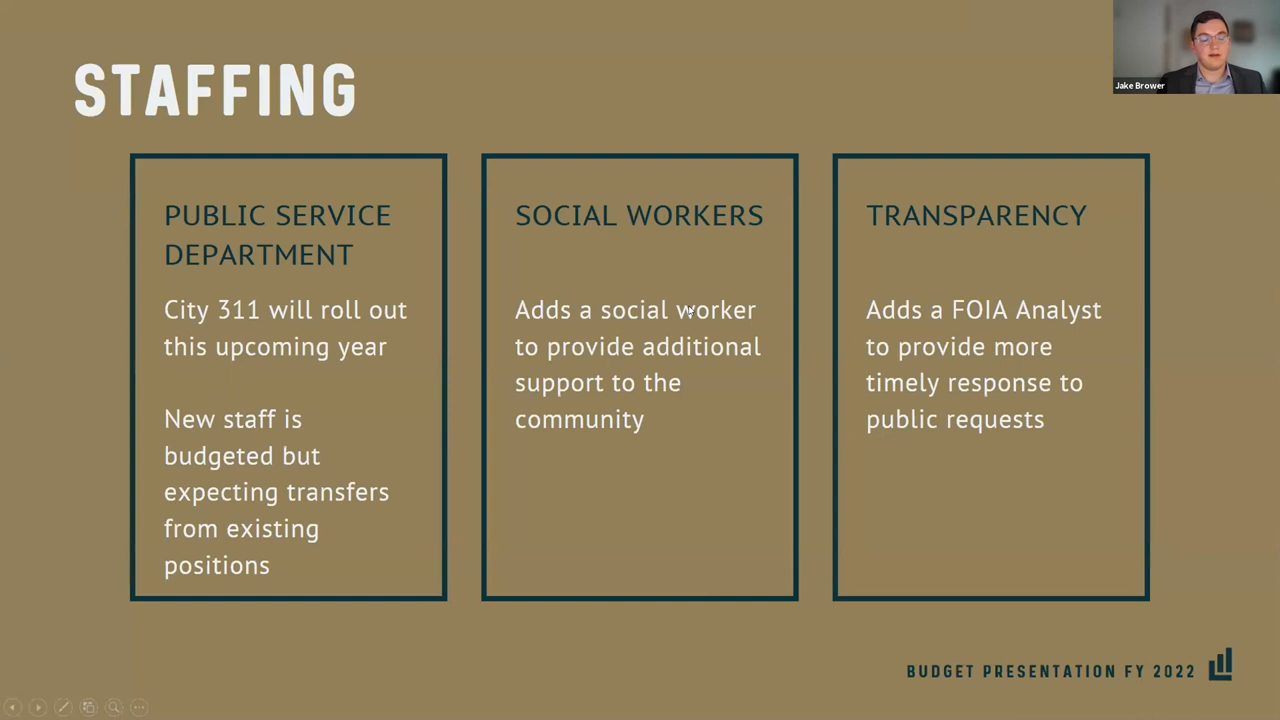 STAFFING
Jake Brower
PUBLIC SERVICE
DEPARTMENT
City 311 will roll out
this upcoming year
New staff is
budgeted but
expecting transfers
from existing
positions
SOCIAL WORKERS
Adds a social worker
to provide additional
support to the
community
TRANSPARENCY
Adds a FOIA Analyst
to provide more
timely response to
public requests
BUDGET PRESENTATION FY 2022